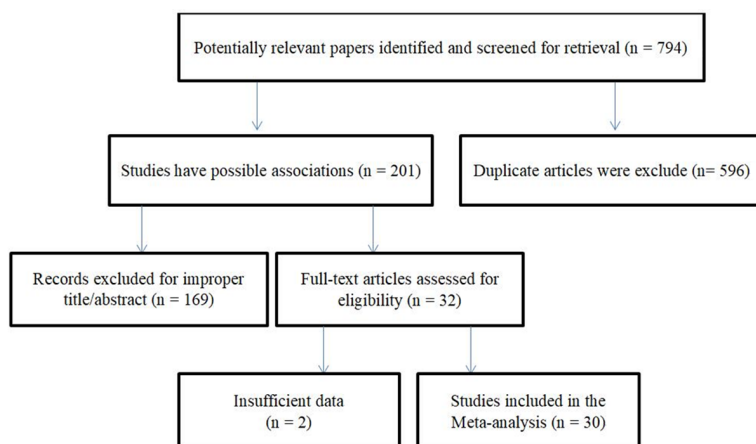 Potentially relevant papers identified and screened for retrieval (n = 794)
Studies have possible associations (n = 201)
Duplicate articles were exclude (n= 596)
Records excluded for improper
title/abstract (n = 169)
Full-text articles assessed for
eligibility (n = 32)
Insufficient data
(n = 2)
Studies included in the
Meta-analysis (n = 30)